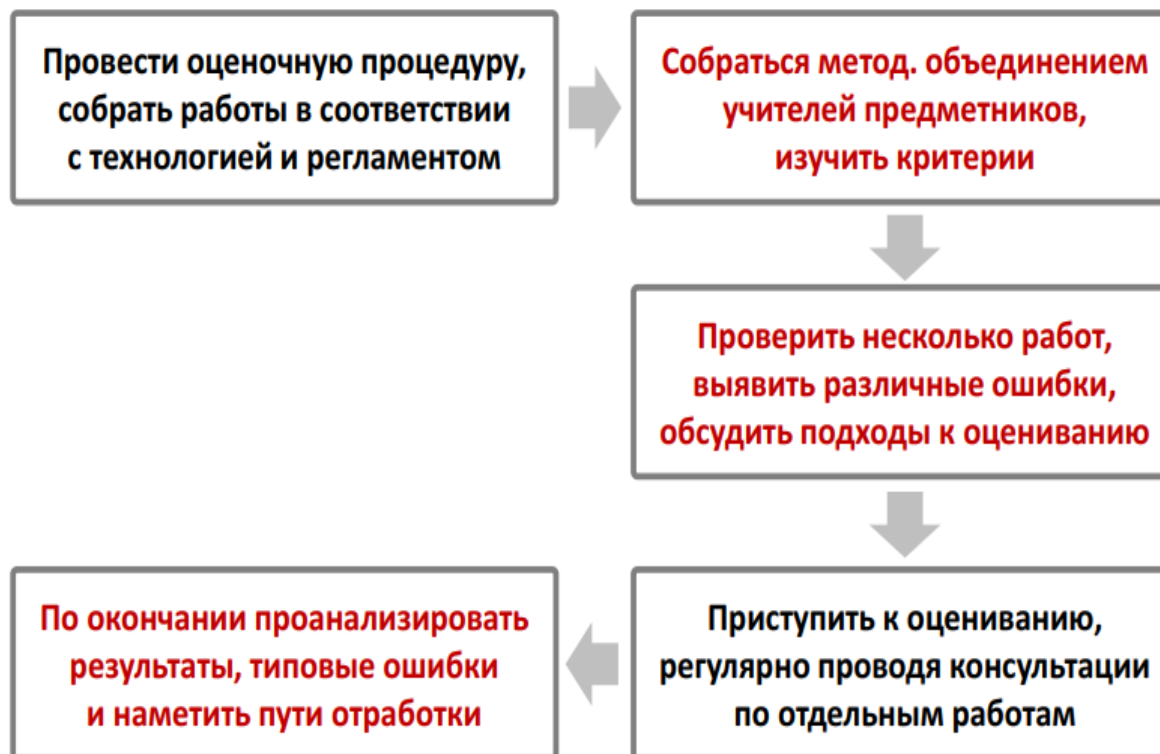 Провести оценочную процедуру,
собрать работы в соответствии
с технологией и регламентом
Собраться метод. объединением
учителей предметников,
изучить критерии
Проверить несколько работ,
выявить различные ошибки,
обсудить подходы к оцениванию
Приступить к оцениванию,
регулярно проводя консультации
по отдельным работам
По окончании проанализировать
результаты, типовые ошибки
и наметить пути отработки